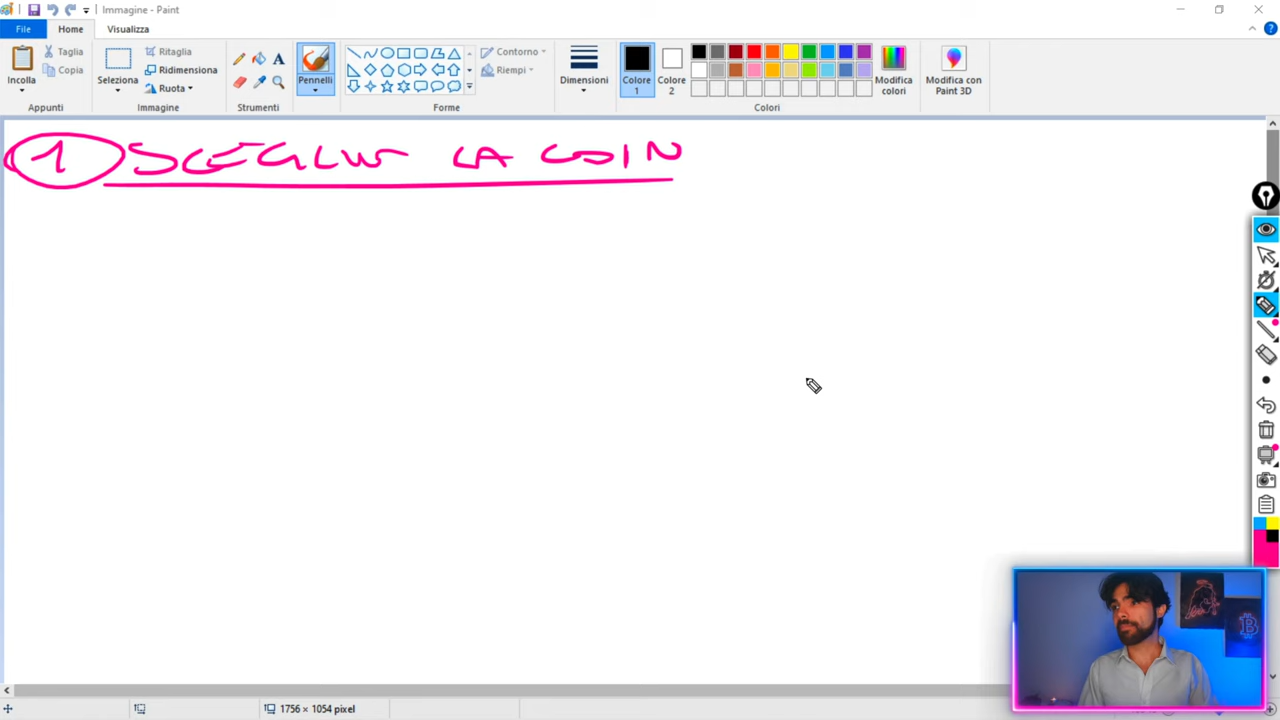 Immagine - Paint
File Home Visualizza
Incolla
Taglia
Copia
Appunti
Seleziona
Ritaglia
Ridimensiona
Ruota
Immagine
Strumenti
Pennelli
Forme
Contorno
Riempi
Dimensioni
Colore 1
Colore 2
Modifica colori
Colori
Modifica con Paint 3D
1 LA COIN
B
1756 × 1054 pixel